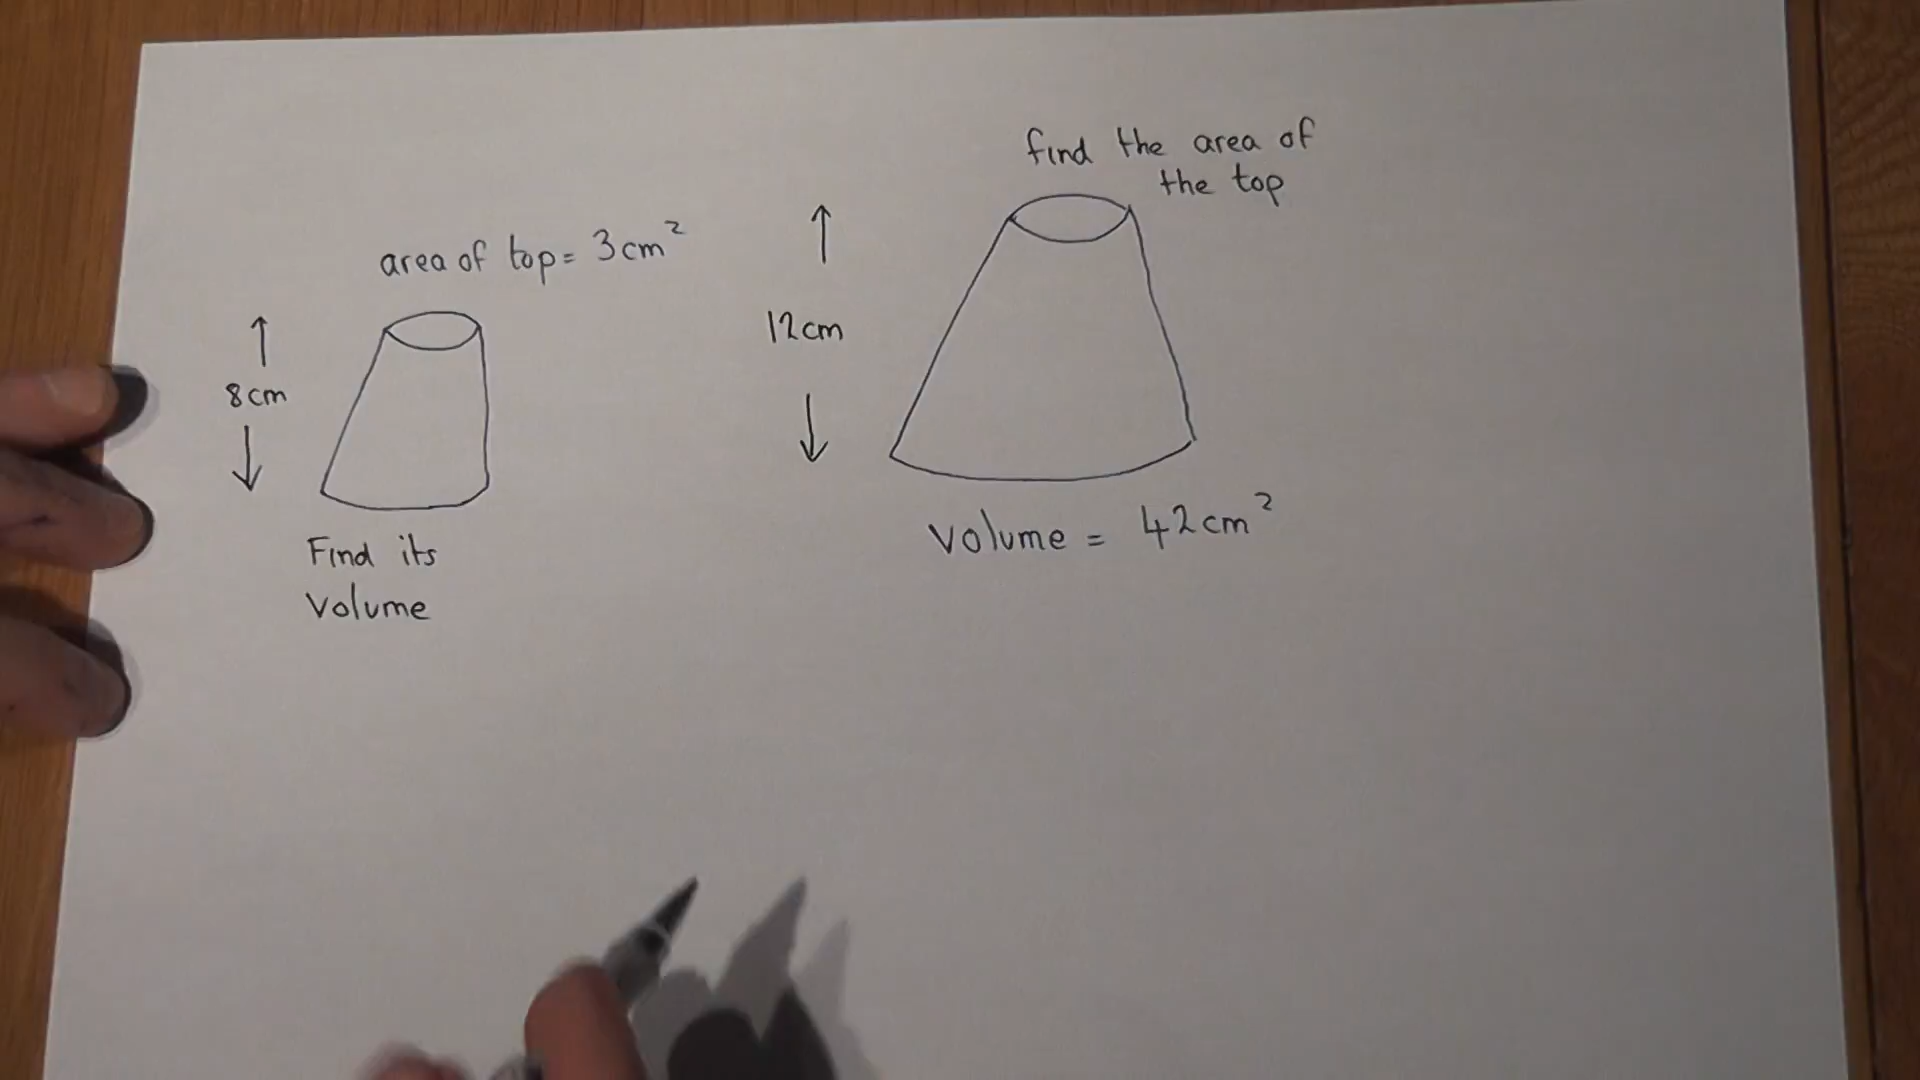 find the area of
the top
area of top = 3cm²
12cm
8cm
Volume = 42cm²
Find its
Volume